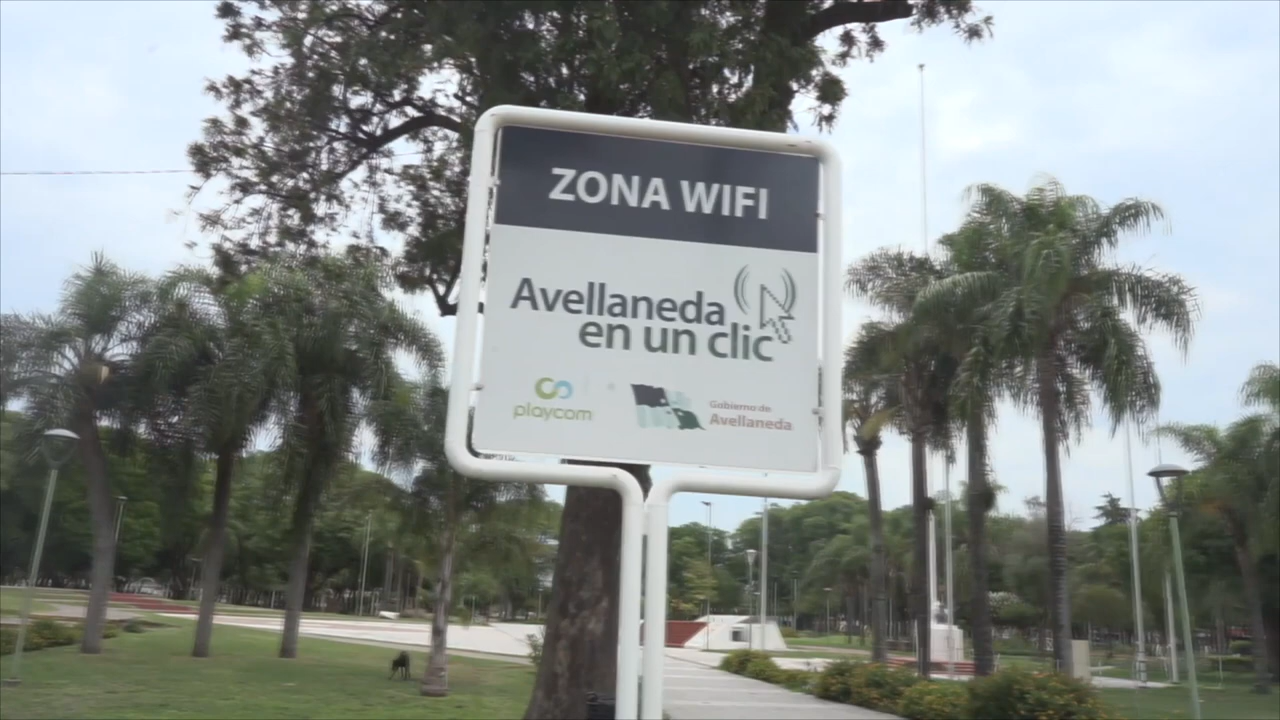 ZONA WIFI
Avellaneda
en un clic
playcom
Gobierno de
Avellaneda